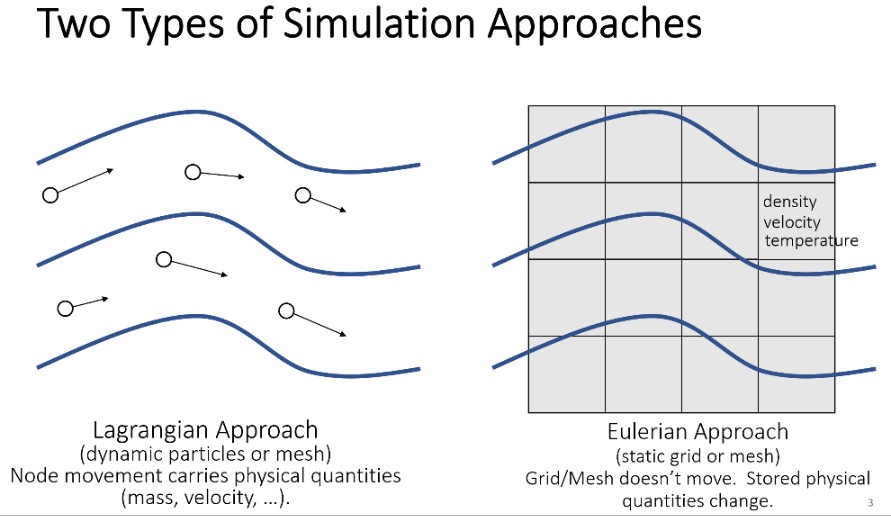 Two Types of Simulation Approaches
density
velocity
temperature
Lagrangian Approach
(dynamic particles or mesh)
Node movement carries physical quantities
(mass, velocity, …).
Eulerian Approach
(static grid or mesh)
Grid/Mesh doesn’t move.  Stored physical
quantities change.
3